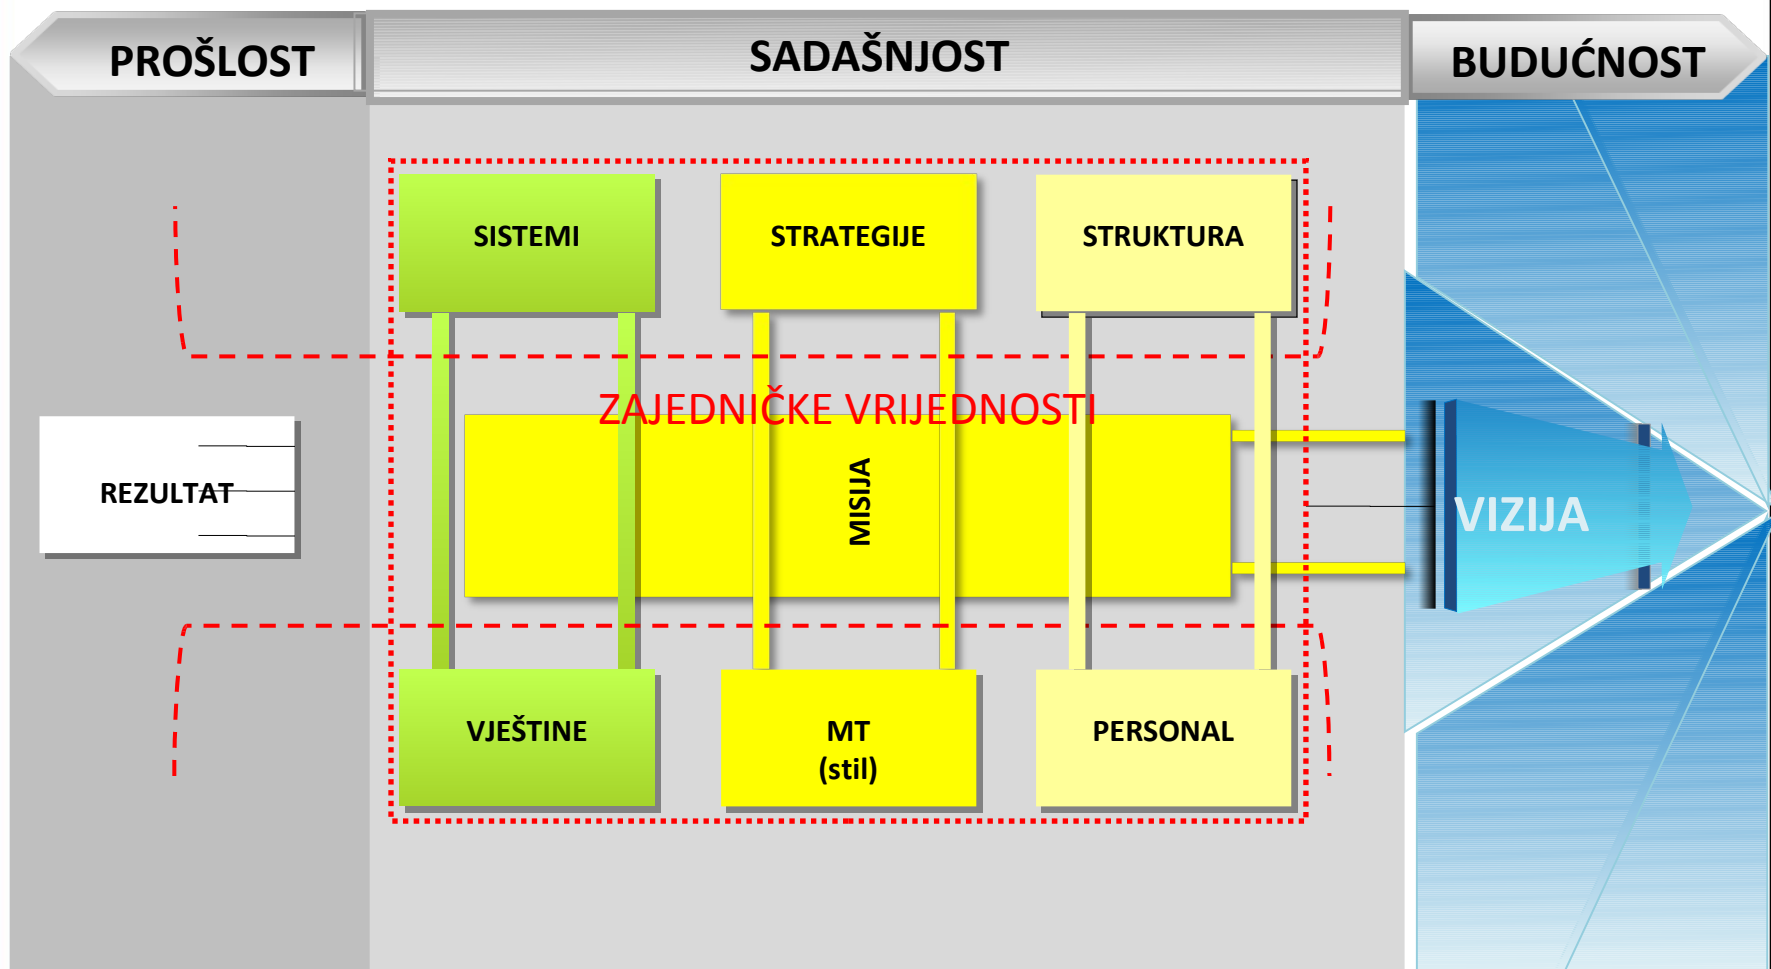 PROŠLOST
SADAŠNJOST
BUDUĆNOST
SISTEMI
STRATEGIJE
STRUKTURA
ZAJEDNIČKE VRIJEDNOSTI
REZULTAT
MISIJA
VIZIJA
VJEŠTINE
MT
(stil)
PERSONAL